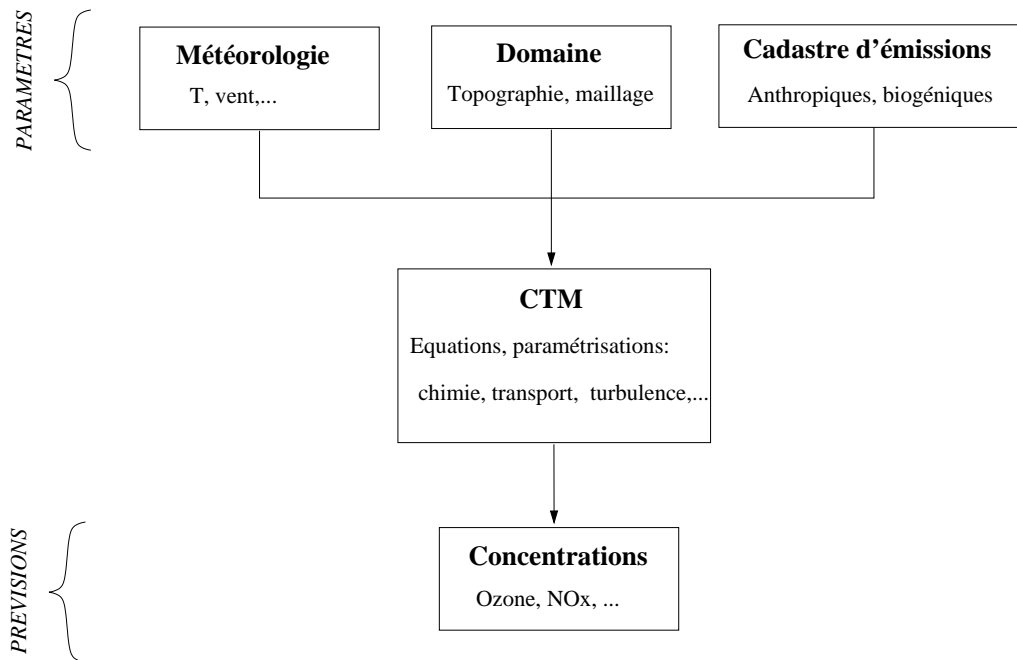 PARAMETRES
Météorologie
T, vent,...
Domaine
Topographie, maillage
Cadastre d’émissions
Anthropiques, biogéniques
CTM
Equations, paramétrisations:
chimie, transport, turbulence,...
PREVISIONS
Concentrations
Ozone, NOx, ...